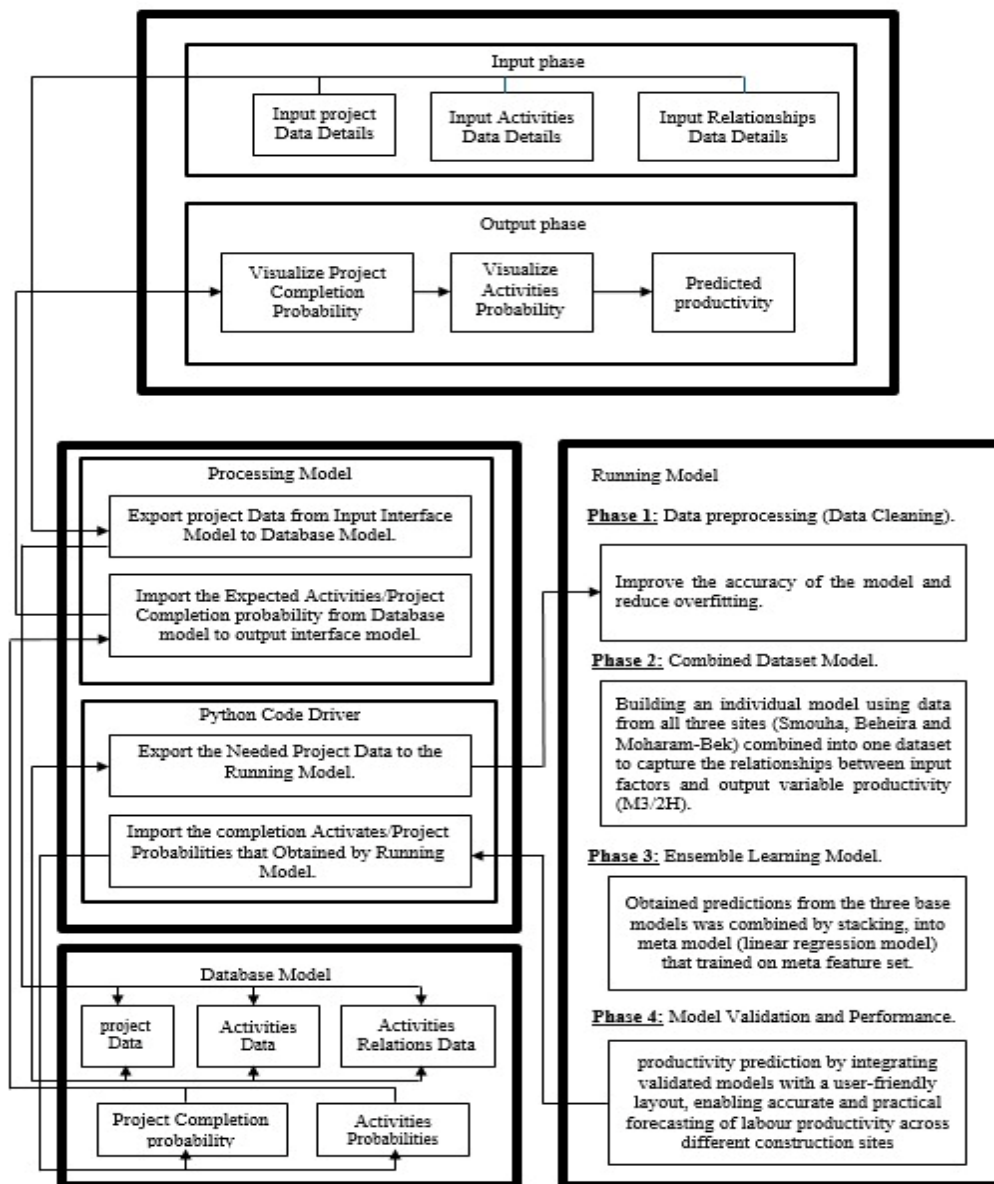 Input phase
Input project
Data Details
Input Activities
Data Details
Input Relationships
Data Details
Output phase
Visualize Project
Completion
Probability
Visualize
Activities
Probability
Predicted
productivity
Processing Model
Export project Data from Input Interface
Model to Database Model.
Import the Expected Activities/Project
Completion probability from Database
model to output interface model.
Python Code Driver
Export the Needed Project Data to the
Running Model.
Import the completion Activates/Project
Probabilities that Obtained by Running
Model.
Database Model
project
Data
Activities
Data
Activities
Relations Data
Project Completion
probability
Activities
Probabilities
Running Model
Phase 1: Data preprocessing (Data Cleaning).
Improve the accuracy of the model and
reduce overfitting.
Phase 2: Combined Dataset Model.
Building an individual model using data
from all three sites (Smouha, Beheira and
Moharam-Bek) combined into one dataset
to capture the relationships between input
factors and output variable productivity
(M3/2H).
Phase 3: Ensemble Learning Model.
Obtained predictions from the three base
models was combined by stacking, into
meta model (linear regression model)
that trained on meta feature set.
Phase 4: Model Validation and Performance.
productivity prediction by integrating
validated models with a user-friendly
layout, enabling accurate and practical
forecasting of labour productivity across
different construction sites